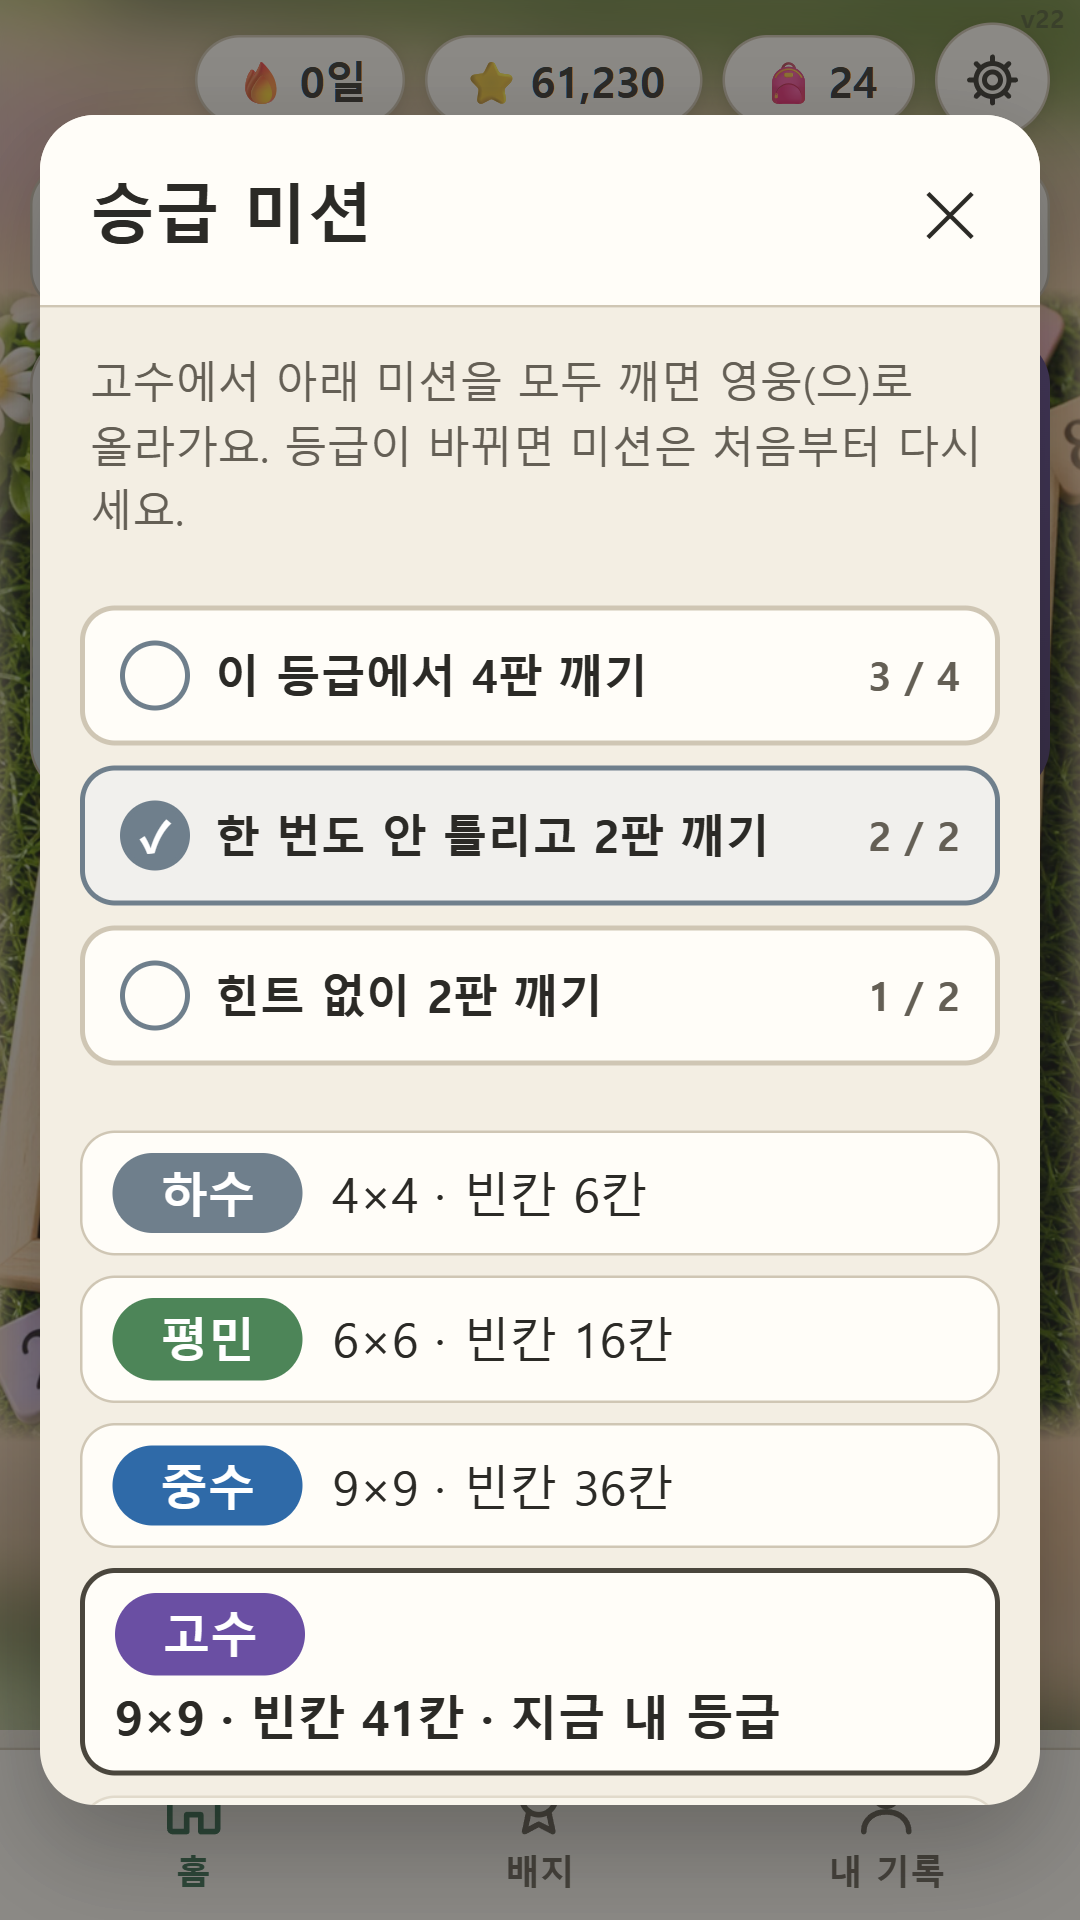 v22
0일
61,230
24
승급 미션
고수에서 아래 미션을 모두 깨면 영웅(으)로
올라가요. 등급이 바뀌면 미션은 처음부터 다시
세요.
이 등급에서 4판 깨기
3 / 4
한 번도 안 틀리고 2판 깨기
2 / 2
힌트 없이 2판 깨기
1 / 2
하수 4×4 · 빈칸 6칸
평민 6×6 · 빈칸 16칸
중수 9×9 · 빈칸 36칸
고수
9×9 · 빈칸 41칸 · 지금 내 등급
홈
배지
내 기록